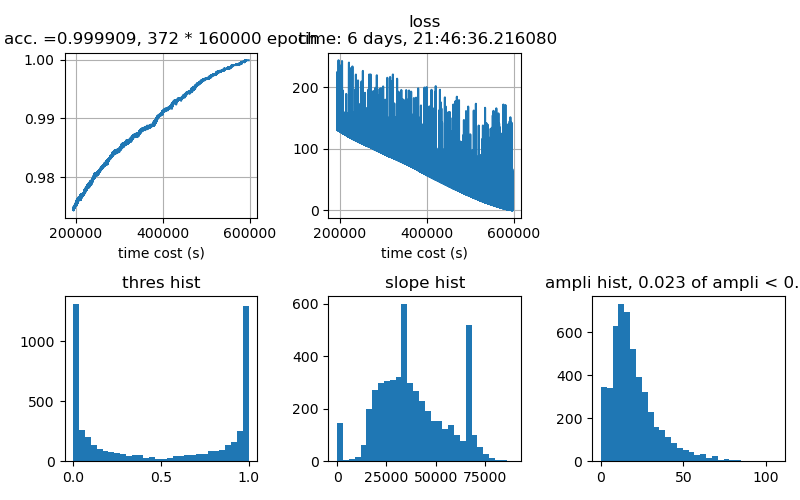 acc. =0.999909, 372 * 160000 epoch
loss
time: 6 days, 21:46:36.216080
1.00
0.99
0.98
200000 400000 600000
time cost (s)
200
100
0
200000 400000 600000
time cost (s)
thres hist
1000
500
0
0.0 0.5 1.0
slope hist
600
400
200
0
0 25000 50000 75000
ampli hist, 0.023 of ampli < 0.
600
400
200
0
0 50 100